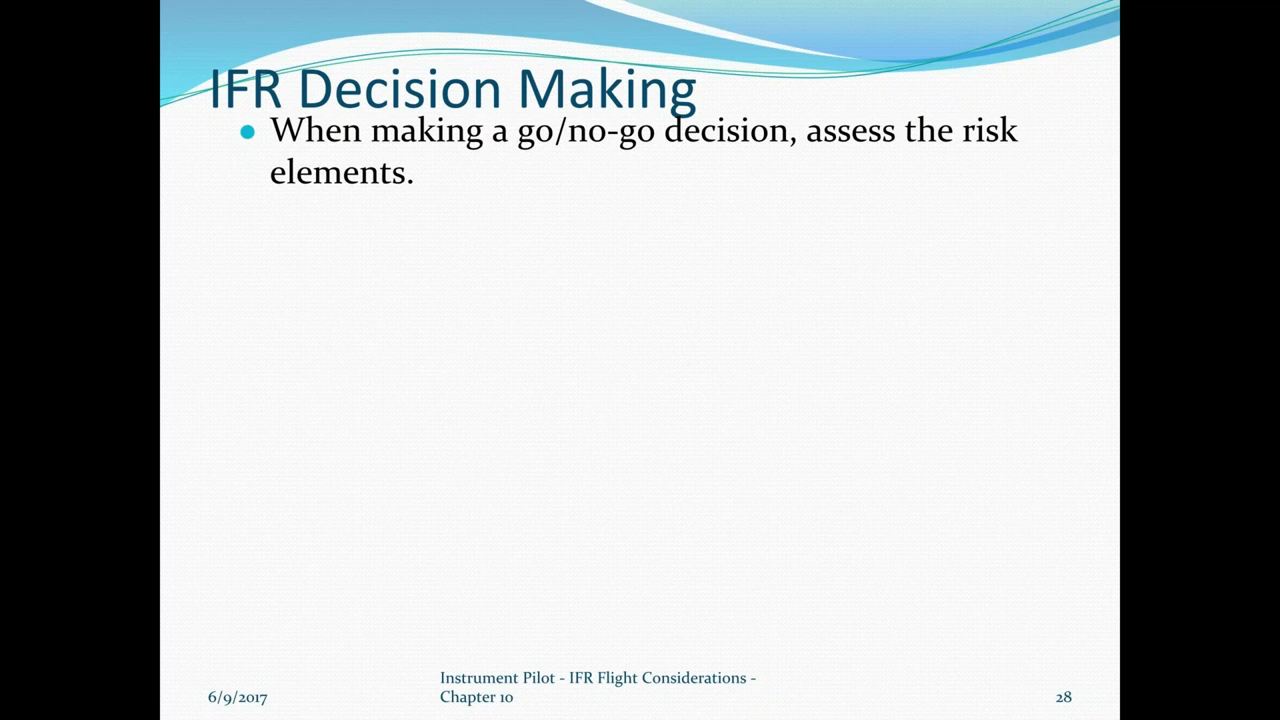 IFR Decision Making
● When making a go/no-go decision, assess the risk
elements.
Instrument Pilot - IFR Flight Considerations -
Chapter 10
6/9/2017
28